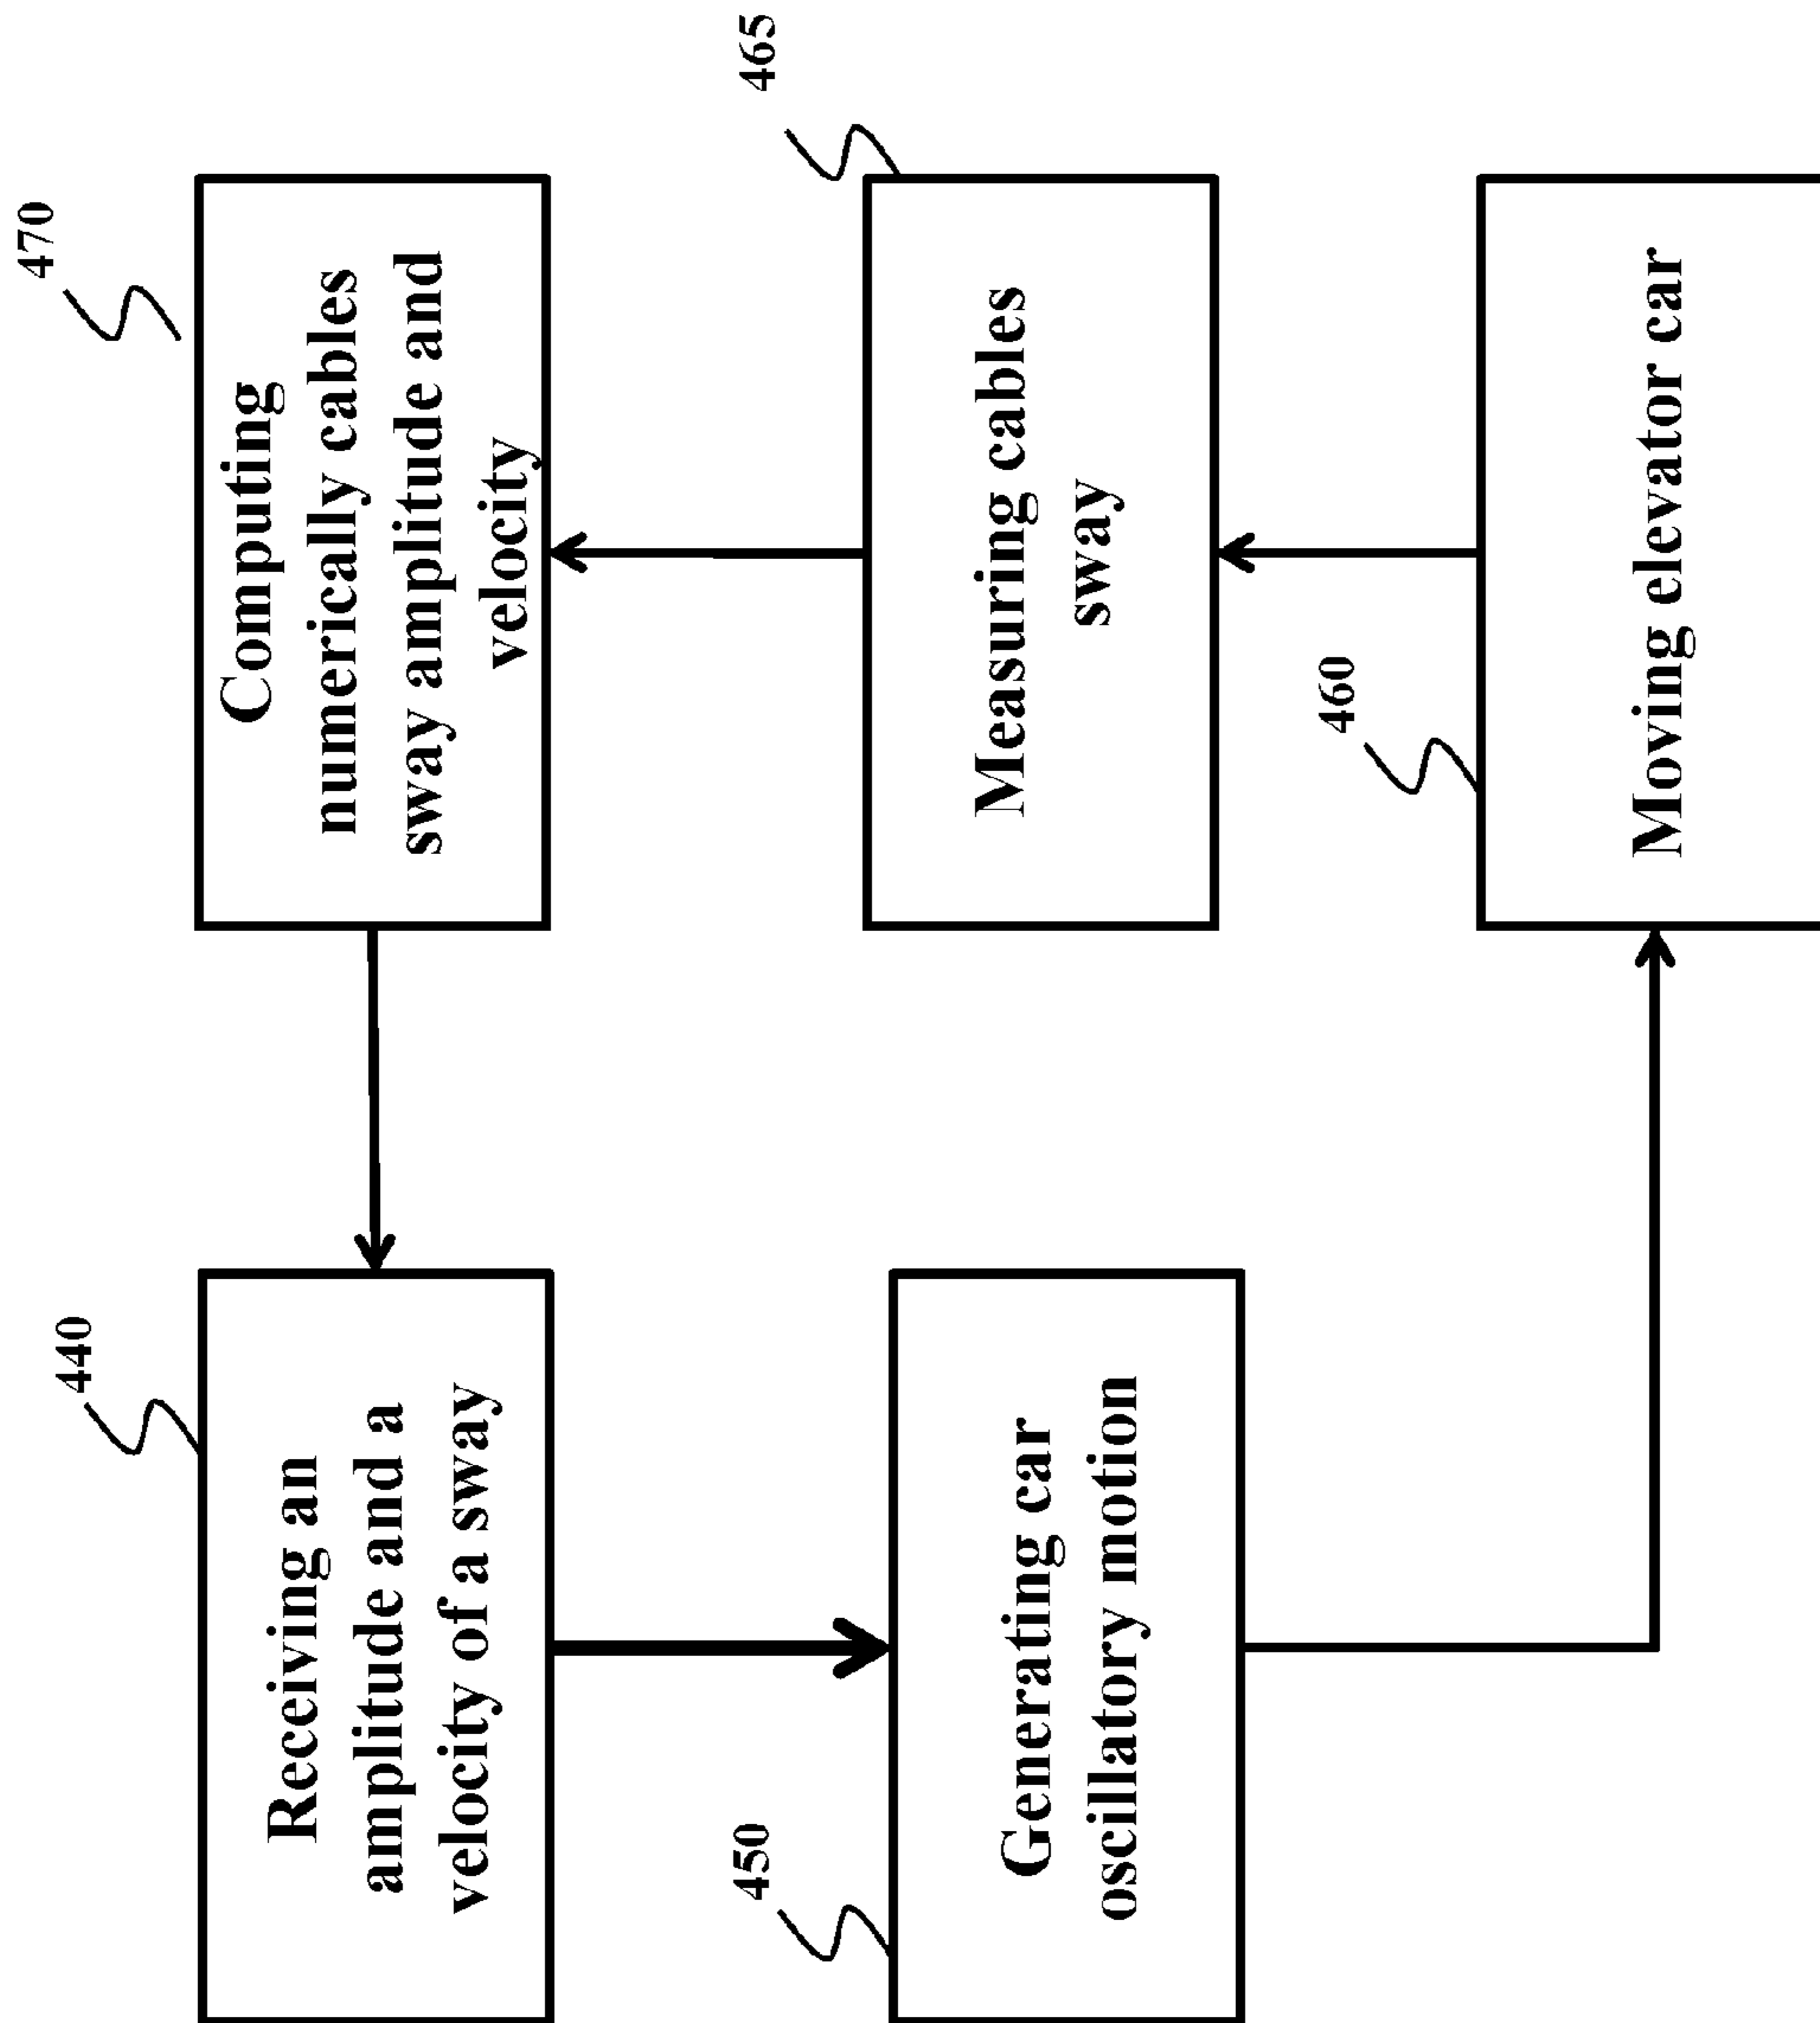 440
Receiving an
amplitude and a
velocity of a sway
450
Generating car
oscillatory motion
460
Moving elevator car
465
Measuring cables
sway
470
Computing
numerically cables
sway amplitude and
velocity